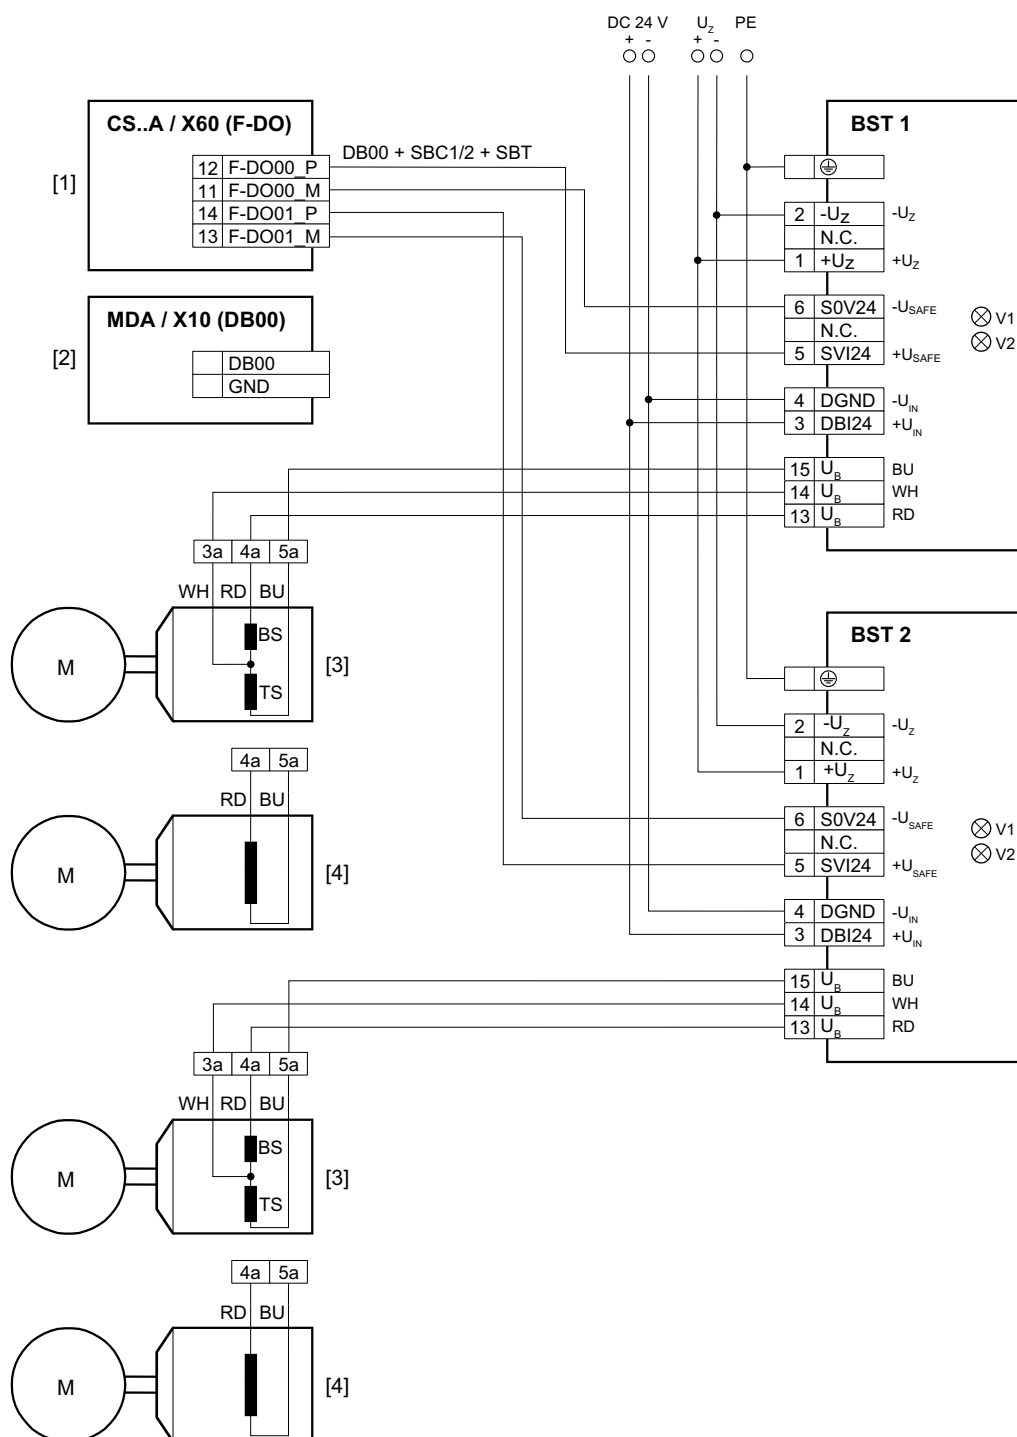 DC 24 V  U_Z  PE
+ -  + -
CS..A / X60 (F-DO)
[1]
DB00 + SBC1/2 + SBT
12 F-DO00_P
11 F-DO00_M
14 F-DO01_P
13 F-DO01_M
MDA / X10 (DB00)
[2]
DB00
GND
BST 1
2 -Uz -U_Z
N.C.
1 +Uz +U_Z
6 S0V24 -U_SAFE
N.C.
5 SVI24 +U_SAFE
V1
V2
4 DGND -U_IN
3 DBI24 +U_IN
15 U_B BU
14 U_B WH
13 U_B RD
3a 4a 5a
WH RD BU
M
BS
TS
[3]
4a 5a
RD BU
M
[4]
BST 2
2 -U_Z -U_Z
N.C.
1 +U_Z +U_Z
6 S0V24 -U_SAFE
N.C.
5 SVI24 +U_SAFE
V1
V2
4 DGND -U_IN
3 DBI24 +U_IN
15 U_B BU
14 U_B WH
13 U_B RD
3a 4a 5a
WH RD BU
M
BS
TS
[3]
4a 5a
RD BU
M
[4]